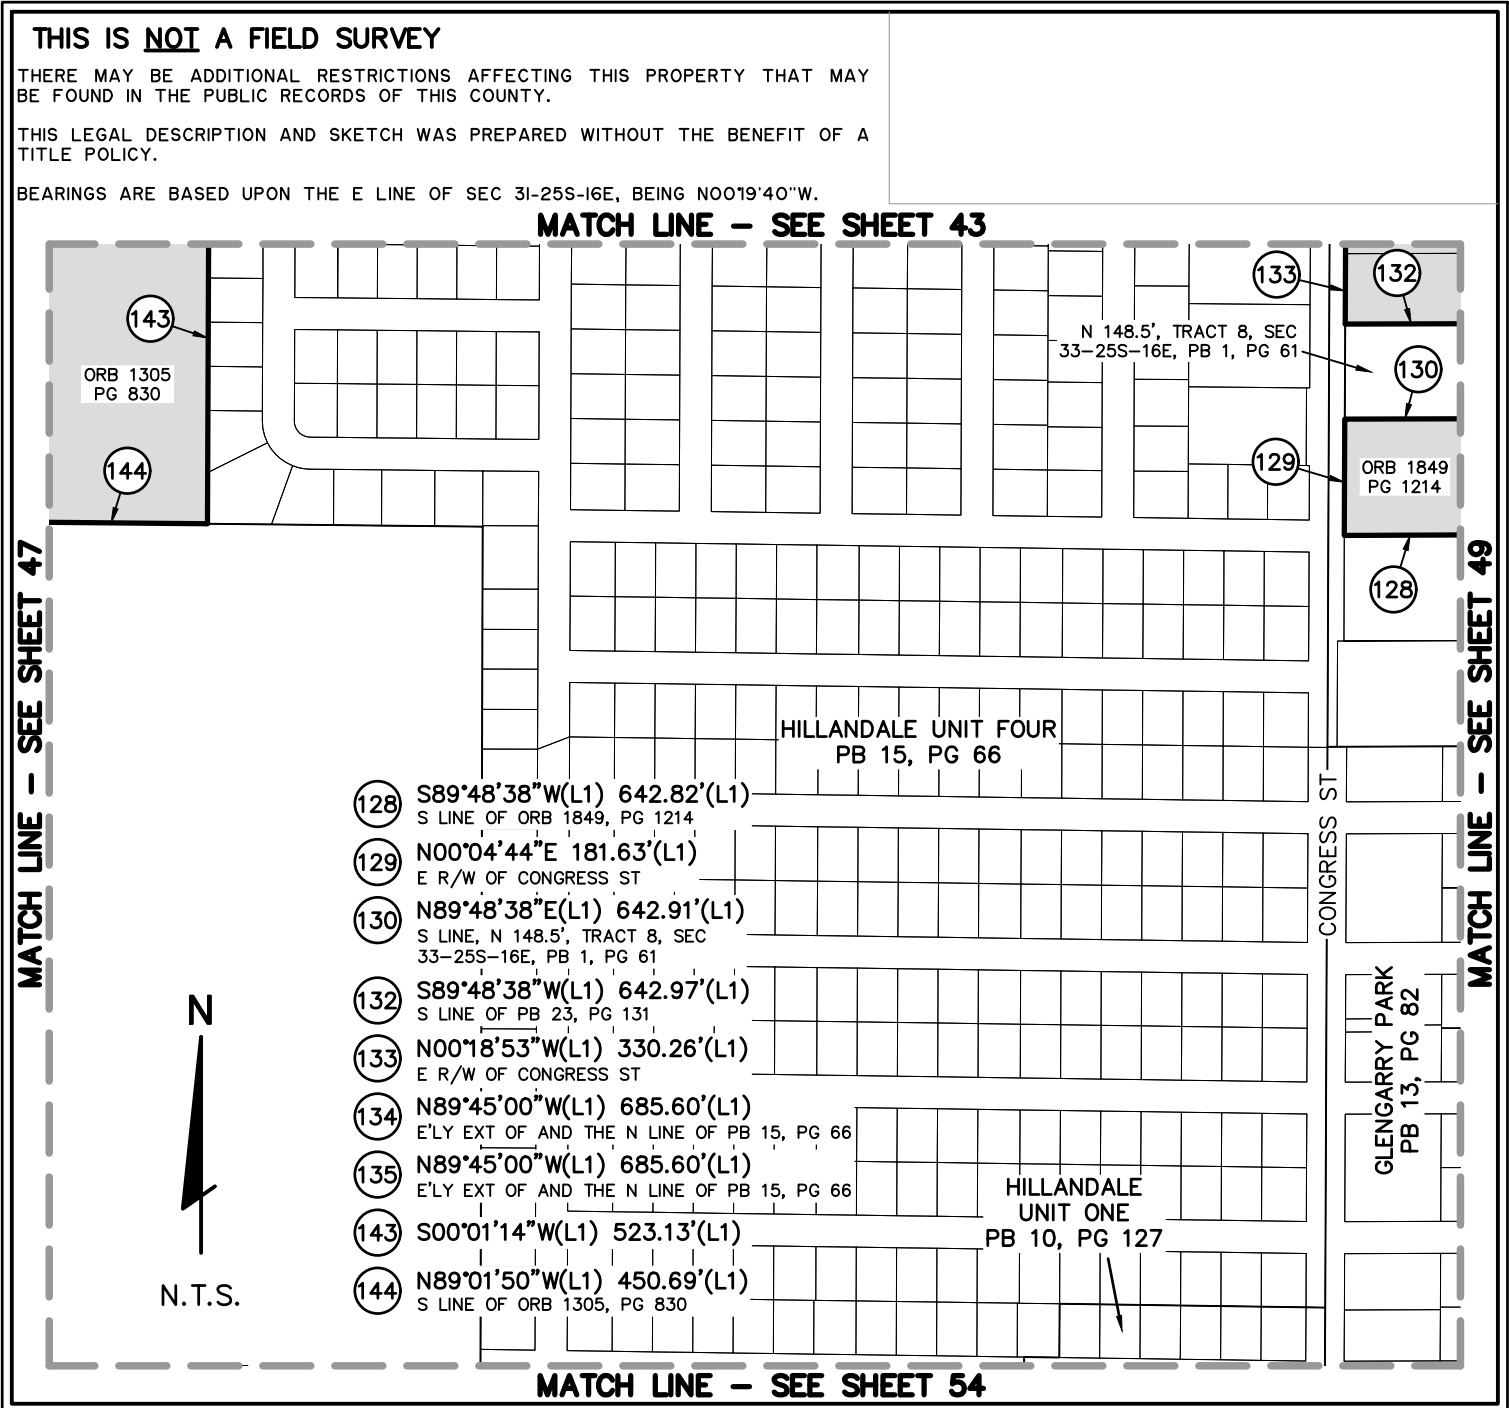 THIS IS NOT A FIELD SURVEY
THERE MAY BE ADDITIONAL RESTRICTIONS AFFECTING THIS PROPERTY THAT MAY
BE FOUND IN THE PUBLIC RECORDS OF THIS COUNTY.
THIS LEGAL DESCRIPTION AND SKETCH WAS PREPARED WITHOUT THE BENEFIT OF A
TITLE POLICY.
BEARINGS ARE BASED UPON THE E LINE OF SEC 31-25S-16E, BEING N00°19'40"W.
MATCH LINE - SEE SHEET 43
143
ORB 1305
PG 830
144
133
132
N 148.5', TRACT 8, SEC
33-25S-16E, PB 1, PG 61
130
129
ORB 1849
PG 1214
128
MATCH LINE - SEE SHEET 47
MATCH LINE - SEE SHEET 49
HILLANDALE UNIT FOUR
PB 15, PG 66
CONGRESS ST
128 S89°48'38"W(L1) 642.82'(L1)
S LINE OF ORB 1849, PG 1214
129 N00°04'44"E 181.63'(L1)
E R/W OF CONGRESS ST
130 N89°48'38"E(L1) 642.91'(L1)
S LINE, N 148.5', TRACT 8, SEC
33-25S-16E, PB 1, PG 61
132 S89°48'38"W(L1) 642.97'(L1)
S LINE OF PB 23, PG 131
133 N00°18'53"W(L1) 330.26'(L1)
E R/W OF CONGRESS ST
134 N89°45'00"W(L1) 685.60'(L1)
E'LY EXT OF AND THE N LINE OF PB 15, PG 66
135 N89°45'00"W(L1) 685.60'(L1)
E'LY EXT OF AND THE N LINE OF PB 15, PG 66
143 S00°01'14"W(L1) 523.13'(L1)
144 N89°01'50"W(L1) 450.69'(L1)
S LINE OF ORB 1305, PG 830
GLENGARRY PARK
PB 13, PG 82
HILLANDALE
UNIT ONE
PB 10, PG 127
N
N.T.S.
MATCH LINE - SEE SHEET 54